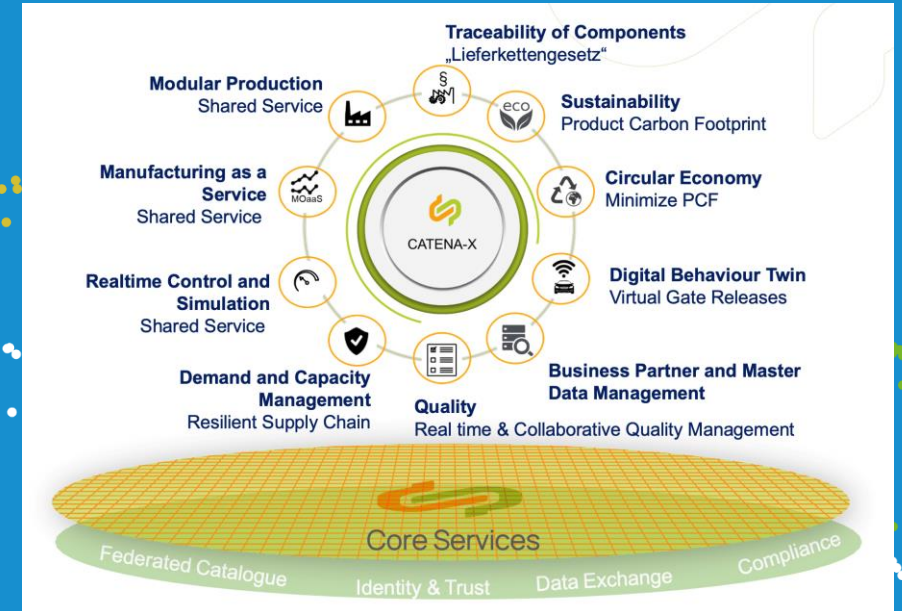 Traceability of Components
„Lieferkettengesetz“
§
Modular Production
Shared Service
eco
Sustainability
Product Carbon Footprint
Manufacturing as a
Service
Shared Service
MOaaS
CATENA-X
Circular Economy
Minimize PCF
Realtime Control and
Simulation
Shared Service
Digital Behaviour Twin
Virtual Gate Releases
Demand and Capacity
Management
Resilient Supply Chain
Quality
Real time & Collaborative Quality Management
Business Partner and Master
Data Management
Core Services
Federated Catalogue
Identity & Trust
Data Exchange
Compliance